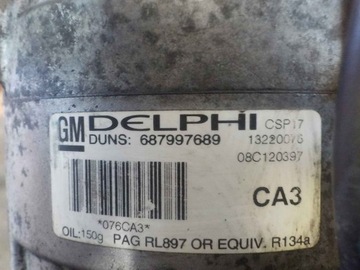 GM DELPHI CSP17
DUNS: 687997689 13220076
08C120397
CA3
*076CA3*
OIL:150g PAG RL897 OR EQUIV. R134a